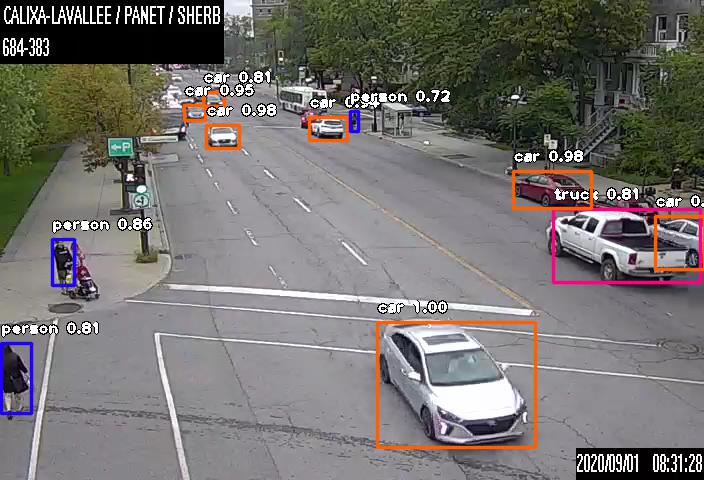 CALIXA-LAVALLEE / PANET / SHERB
684-383
car 0.81
car 0.95
car 0.98
person 0.72
car 0.98
truck 0.81
car 0.
person 0.86
P
car 1.00
person 0.81
2020/09/01 08:31:28